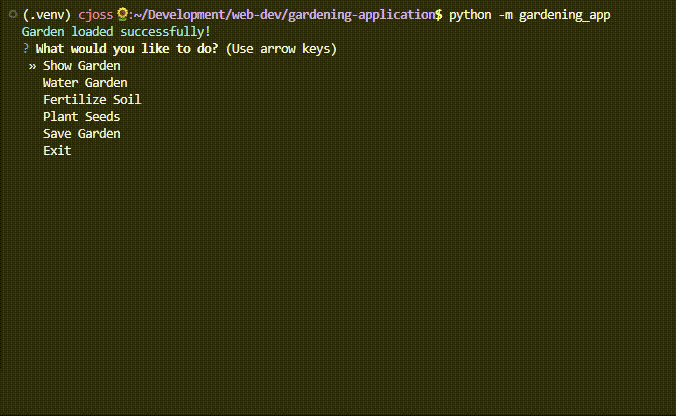 (.venv) cjoss🌻:~/Development/web-dev/gardening-application$ python -m gardening_app
Garden loaded successfully!
? What would you like to do? (Use arrow keys)
» Show Garden
Water Garden
Fertilize Soil
Plant Seeds
Save Garden
Exit